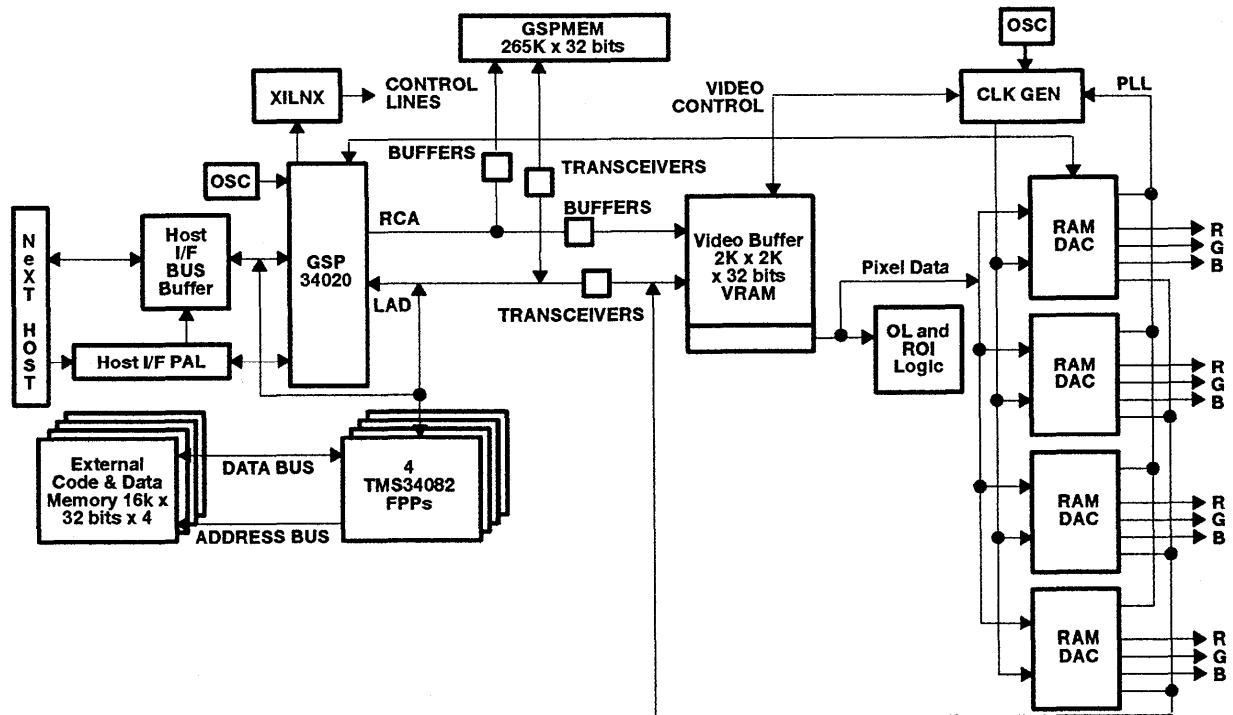 GSPMEM
265K x 32 bits
OSC
XILNX
CONTROL
LINES
VIDEO
CONTROL
CLK GEN
PLL
BUFFERS
TRANSCEIVERS
OSC
RCA
BUFFERS
NeXT HOST
Host
I/F
BUS
Buffer
GSP
34020
LAD
TRANSCEIVERS
Video Buffer
2K x 2K
x 32 bits
VRAM
Pixel Data
OL and
ROI
Logic
Host I/F PAL
RAM
DAC
R
G
B
RAM
DAC
R
G
B
External
Code & Data
Memory 16k x
32 bits x 4
DATA BUS
ADDRESS BUS
4
TMS34082
FPPs
RAM
DAC
R
G
B
RAM
DAC
R
G
B